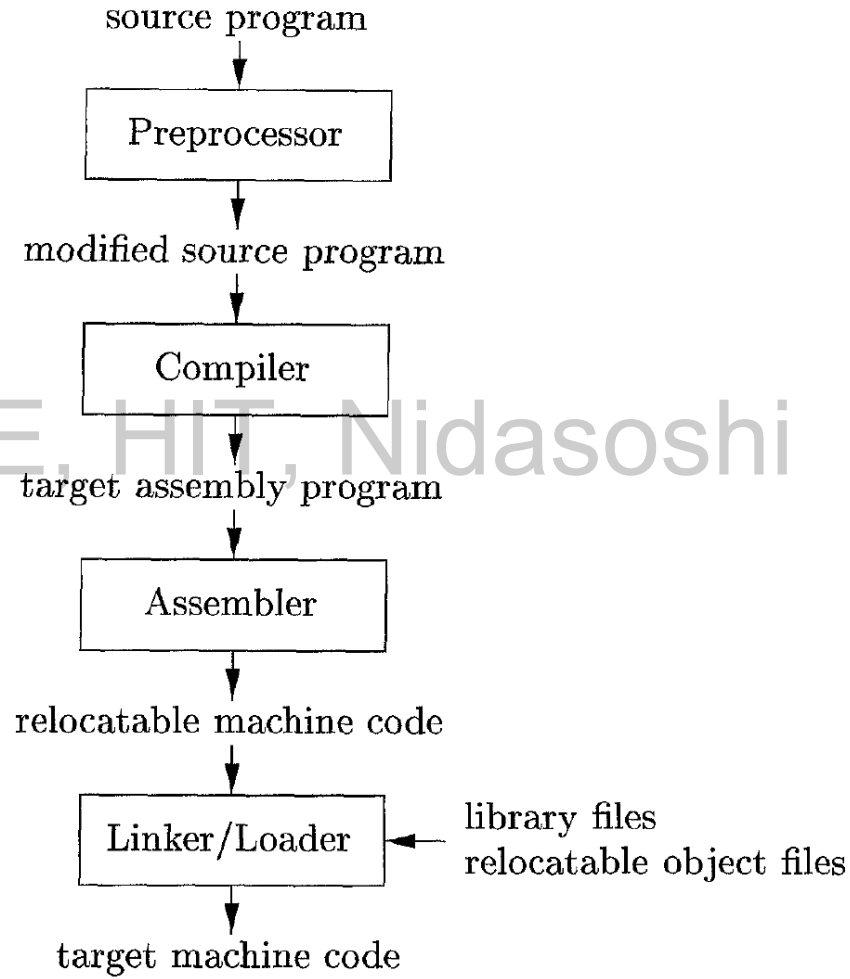 source program
Preprocessor
modified source program
Compiler
E, HIT, Nidasoshi
target assembly program
Assembler
relocatable machine code
Linker/Loader
library files
relocatable object files
target machine code